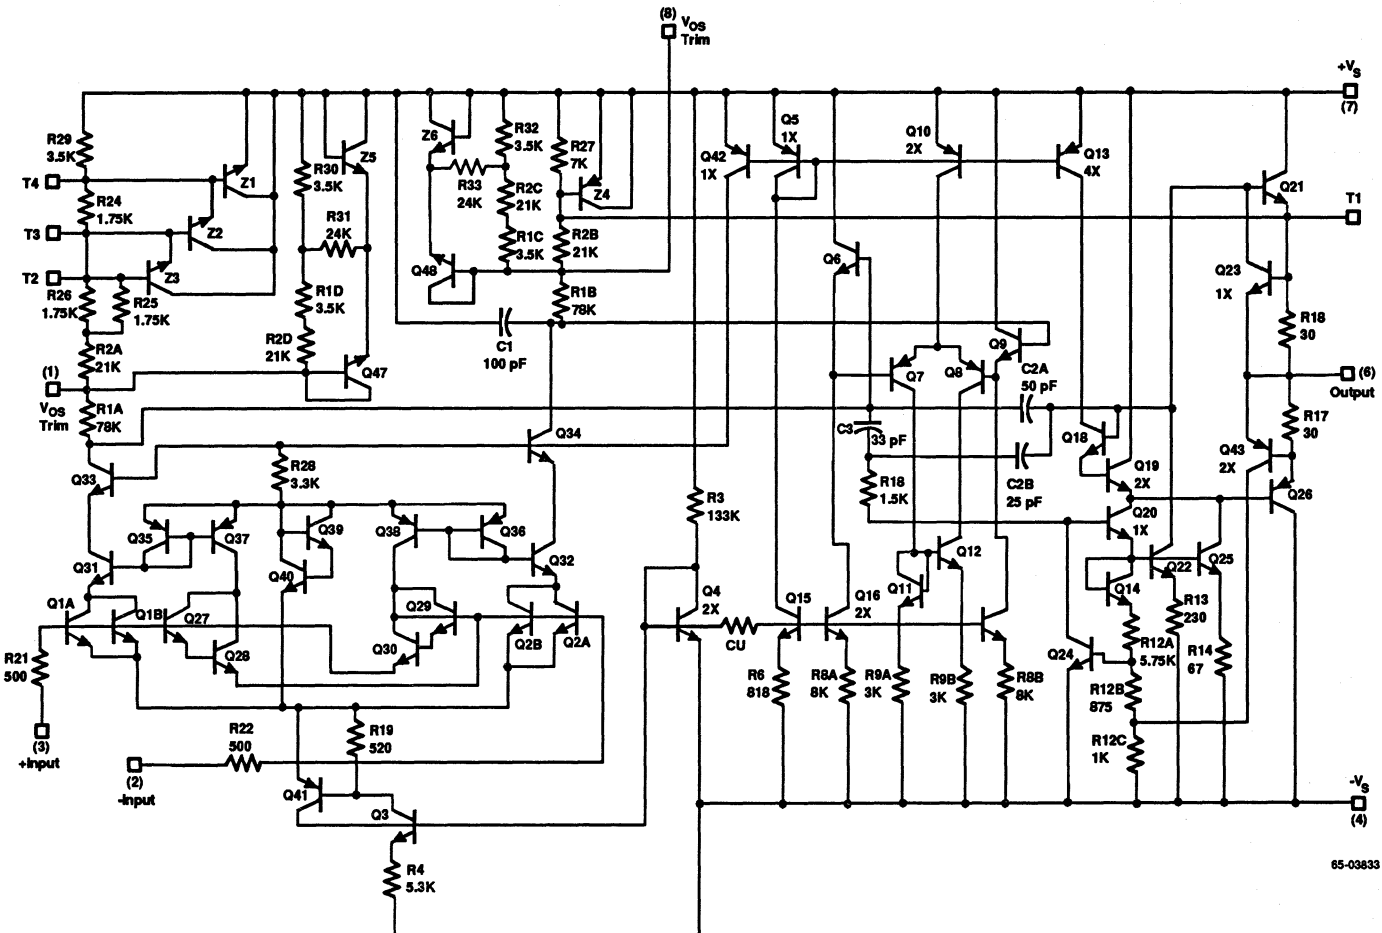 (8)
VOS
Trim
+VS
(7)
R29
3.5K
T4
R24
1.75K
T3
T2
R26
1.75K
R25
1.75K
Z1
Z2
Z3
R30
3.5K
Z5
R31
24K
R1D
3.5K
R2D
21K
Q47
Z6
R33
24K
R32
3.5K
R2C
21K
R1C
3.5K
Q48
R27
7K
Z4
R2B
21K
R1B
78K
C1
100 pF
Q42
1X
Q5
1X
Q10
2X
Q13
4X
Q21
T1
Q6
Q23
1X
R18
30
Q7
Q8
Q9
C2A
50 pF
(6)
Output
R2A
21K
(1)
VOS
Trim
R1A
78K
Q34
C3
33 pF
C2B
25 pF
Q18
Q19
2X
Q43
2X
R17
30
Q26
Q33
R28
3.3K
R3
133K
R18
1.5K
Q20
1X
Q35
Q37
Q39
Q38
Q36
Q32
Q31
Q40
Q12
Q11
Q22
Q25
Q14
Q1A
Q1B
Q27
Q28
Q29
Q30
Q2B
Q2A
Q4
2X
CU
Q15
Q16
2X
R13
230
R12A
5.75K
R14
67
Q24
R21
500
R6
818
R8A
8K
R9A
3K
R9B
3K
R8B
8K
R12B
875
R12C
1K
(3)
+Input
R22
500
R19
520
(2)
-Input
Q41
Q3
R4
5.3K
-VS
(4)
65-03833